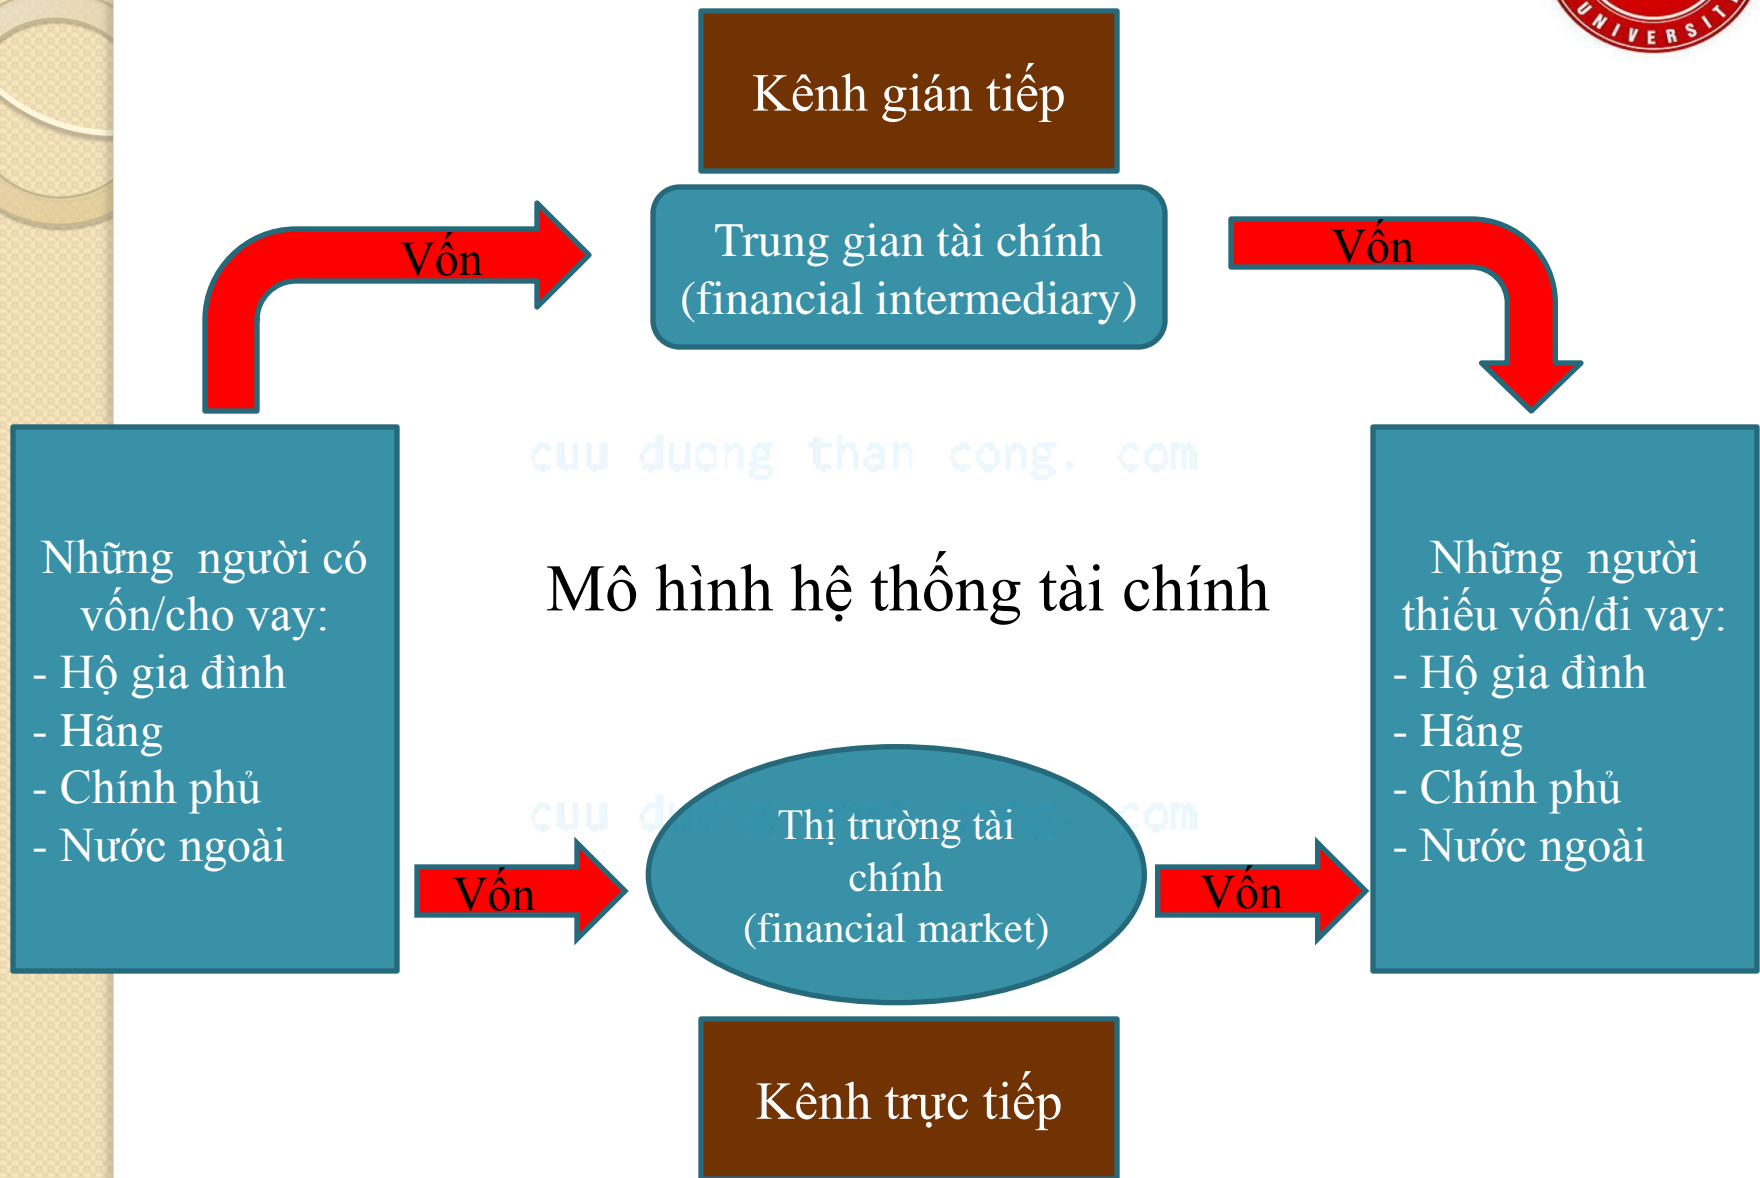 UNIVERSIT
Kênh gián tiếp
Trung gian tài chính
(financial intermediary)
Vốn
Vốn
cuu duong than cong. com
Những người có
vốn/cho vay:
- Hộ gia đình
- Hãng
- Chính phủ
- Nước ngoài
Mô hình hệ thống tài chính
Những người
thiếu vốn/đi vay:
- Hộ gia đình
- Hãng
- Chính phủ
- Nước ngoài
cuu com
Thị trường tài
chính
(financial market)
Vốn
Vốn
Kênh trực tiếp